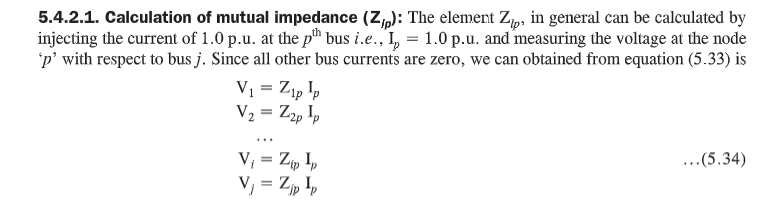 5.4.2.1. Calculation of mutual impedance (Z_lp): The element Z_lp, in general can be calculated by
injecting the current of 1.0 p.u. at the p^th bus i.e., I_p = 1.0 p.u. and measuring the voltage at the node
‘p’ with respect to bus j. Since all other bus currents are zero, we can obtained from equation (5.33) is
V_1 = Z_1p I_p
V_2 = Z_2p I_p
...
V_i = Z_ip I_p ...(5.34)
V_j = Z_jp I_p